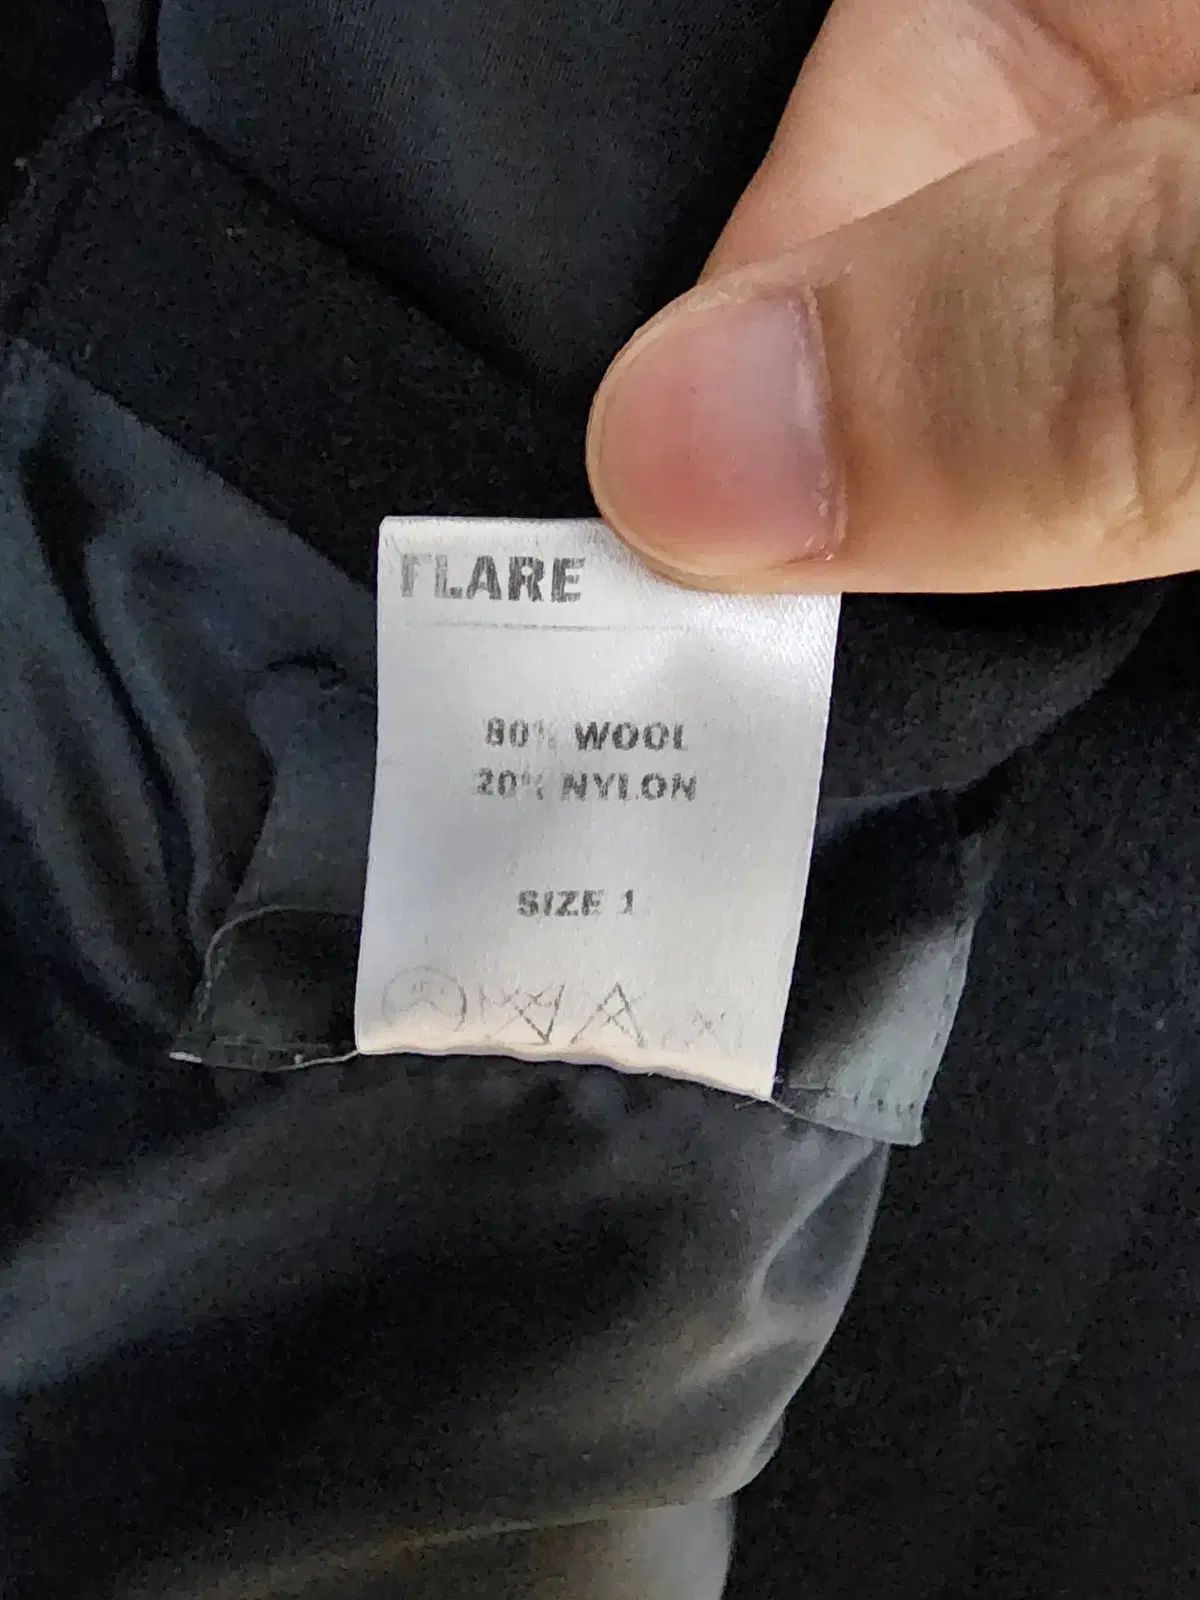 FLARE
80% WOOL
20% NYLON
SIZE 1